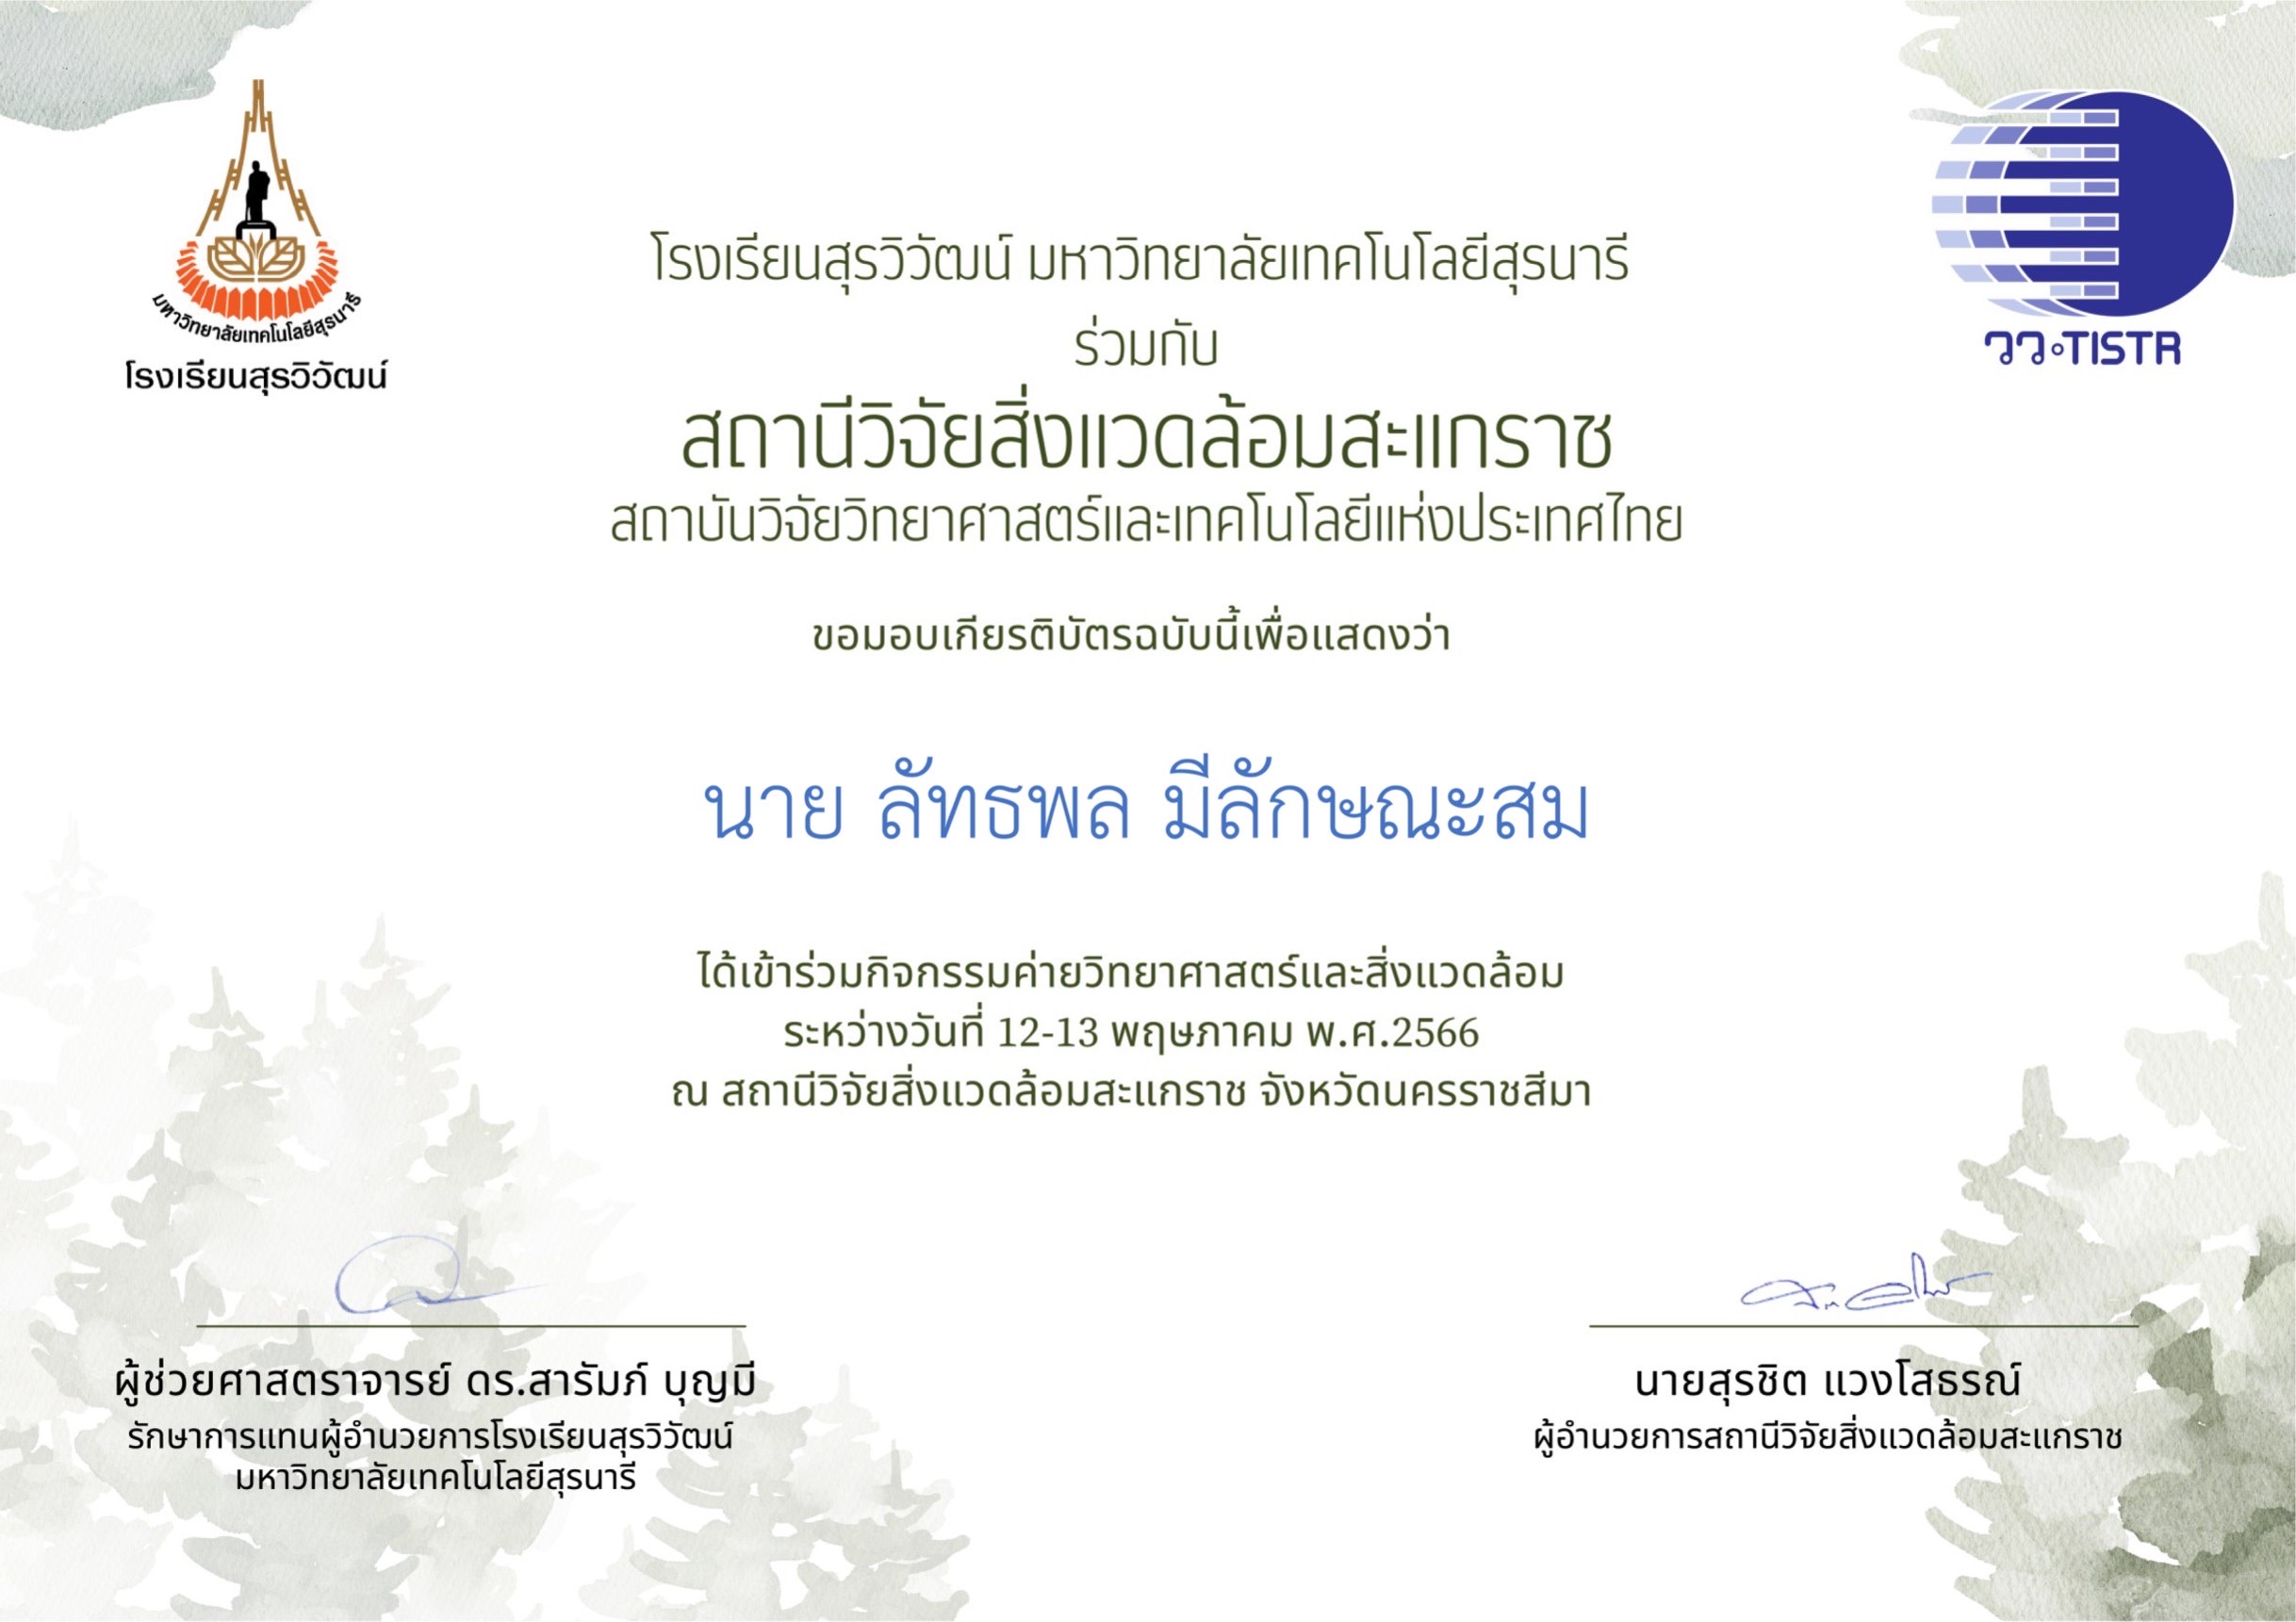 มหาวิทยาลัยเทคโนโลยีสุรนารี
โรงเรียนสุรวิวัฒน์
วว TISTR
โรงเรียนสุรวิวัฒน์ มหาวิทยาลัยเทคโนโลยีสุรนารี
ร่วมกับ
สถานีวิจัยสิ่งแวดล้อมสะแกราช
สถาบันวิจัยวิทยาศาสตร์และเทคโนโลยีแห่งประเทศไทย
ขอมอบเกียรติบัตรฉบับนี้เพื่อแสดงว่า
นาย ลัทธพล มีลักษณะสม
ได้เข้าร่วมกิจกรรมค่ายวิทยาศาสตร์และสิ่งแวดล้อม
ระหว่างวันที่ 12-13 พฤษภาคม พ.ศ.2566
ณ สถานีวิจัยสิ่งแวดล้อมสะแกราช จังหวัดนครราชสีมา
ผู้ช่วยศาสตราจารย์ ดร.สารัมภ์ บุญมี
รักษาการแทนผู้อำนวยการโรงเรียนสุรวิวัฒน์
มหาวิทยาลัยเทคโนโลยีสุรนารี
นายสุรชิต แวงโสธรณ์
ผู้อำนวยการสถานีวิจัยสิ่งแวดล้อมสะแกราช